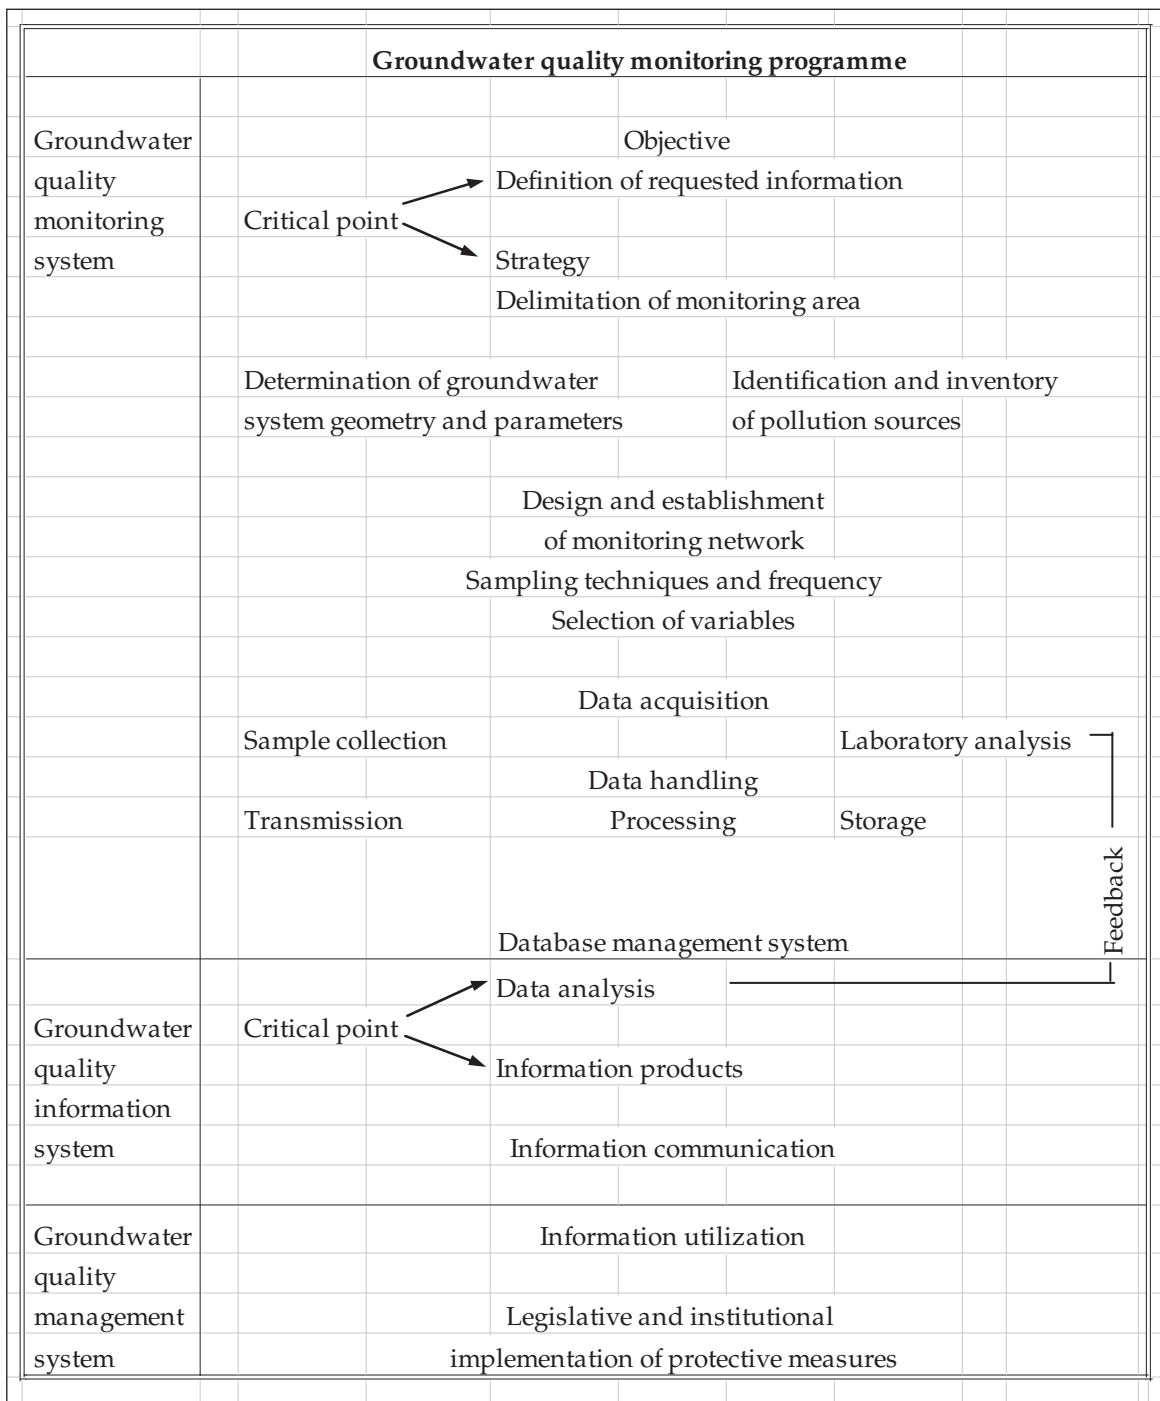 Groundwater quality monitoring programme
Groundwater
quality
monitoring
system
Objective
Definition of requested information
Critical point
Strategy
Delimitation of monitoring area
Determination of groundwater
system geometry and parameters
Identification and inventory
of pollution sources
Design and establishment
of monitoring network
Sampling techniques and frequency
Selection of variables
Data acquisition
Sample collection
Laboratory analysis
Data handling
Transmission
Processing
Storage
Feedback
Database management system
Groundwater
quality
information
system
Data analysis
Critical point
Information products
Information communication
Groundwater
quality
management
system
Information utilization
Legislative and institutional
implementation of protective measures